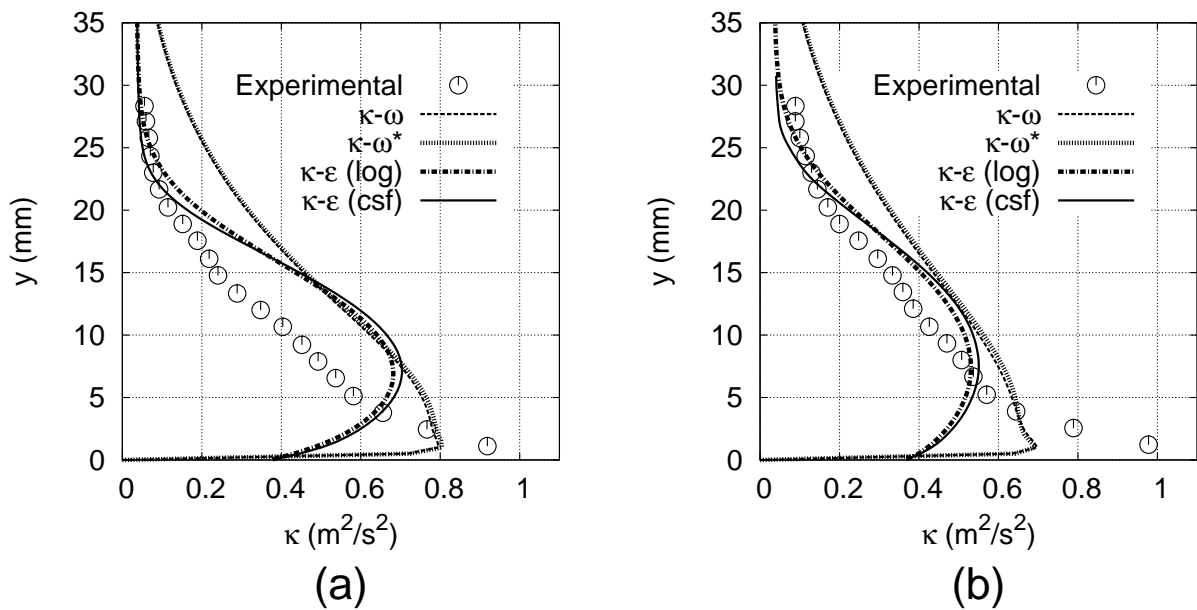 35
30
25
20
15
10
5
0
y (mm)
Experimental
κ-ω
κ-ω*
κ-ε (log)
κ-ε (csf)
0 0.2 0.4 0.6 0.8 1
κ (m²/s²)
(a)
35
30
25
20
15
10
5
0
y (mm)
Experimental
κ-ω
κ-ω*
κ-ε (log)
κ-ε (csf)
0 0.2 0.4 0.6 0.8 1
κ (m²/s²)
(b)